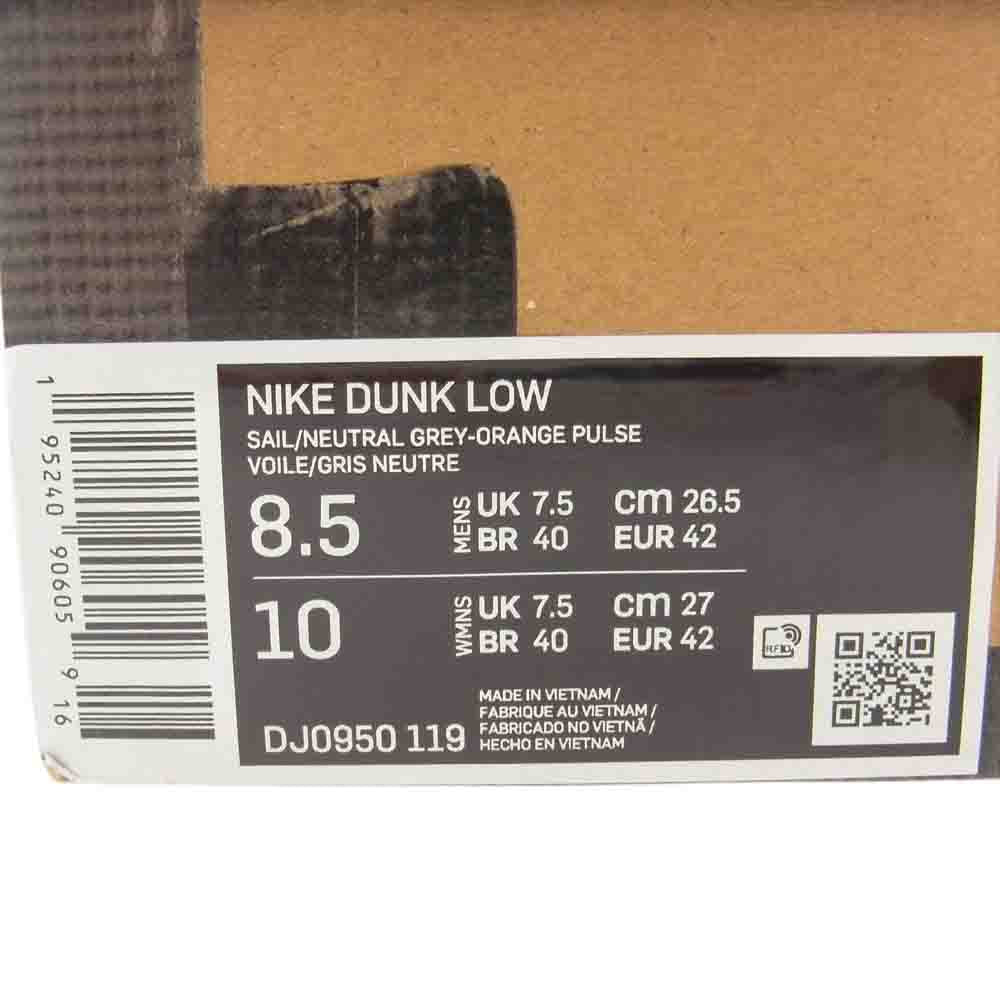 NIKE DUNK LOW
SAIL/NEUTRAL GREY-ORANGE PULSE
VOILE/GRIS NEUTRE
8.5 MENS UK 7.5 cm 26.5
BR 40 EUR 42
10 WMNS UK 7.5 cm 27
BR 40 EUR 42
RFID
MADE IN VIETNAM /
FABRIQUE AU VIETNAM /
FABRICADO NO VIETNÃ /
HECHO EN VIETNAM
DJ0950 119
1 95240 90605 9 16